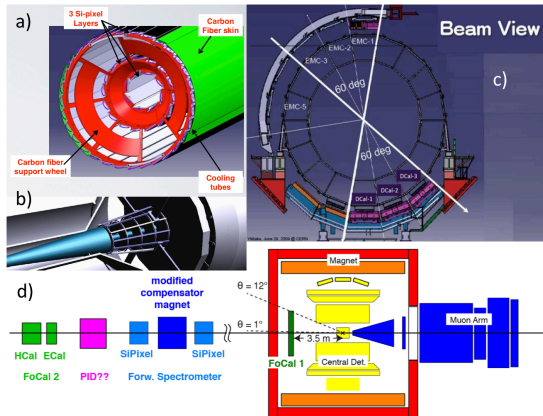 a)
3 Si-pixel
Layers
Carbon
Fiber skin
Carbon fiber
support wheel
Cooling
tubes
b)
Beam View
c)
EMC-1
EMC-2
EMC-3
EMC-5
60 deg
60 deg
DCal-1
DCal-2
DCal-3
d)
modified
compensator
magnet
HCal
ECal
SiPixel
SiPixel
FoCal 2
PID??
Forw. Spectrometer
θ = 12°
θ = 1°
Magnet
3.5 m
FoCal 1
Central Det.
Muon Arm